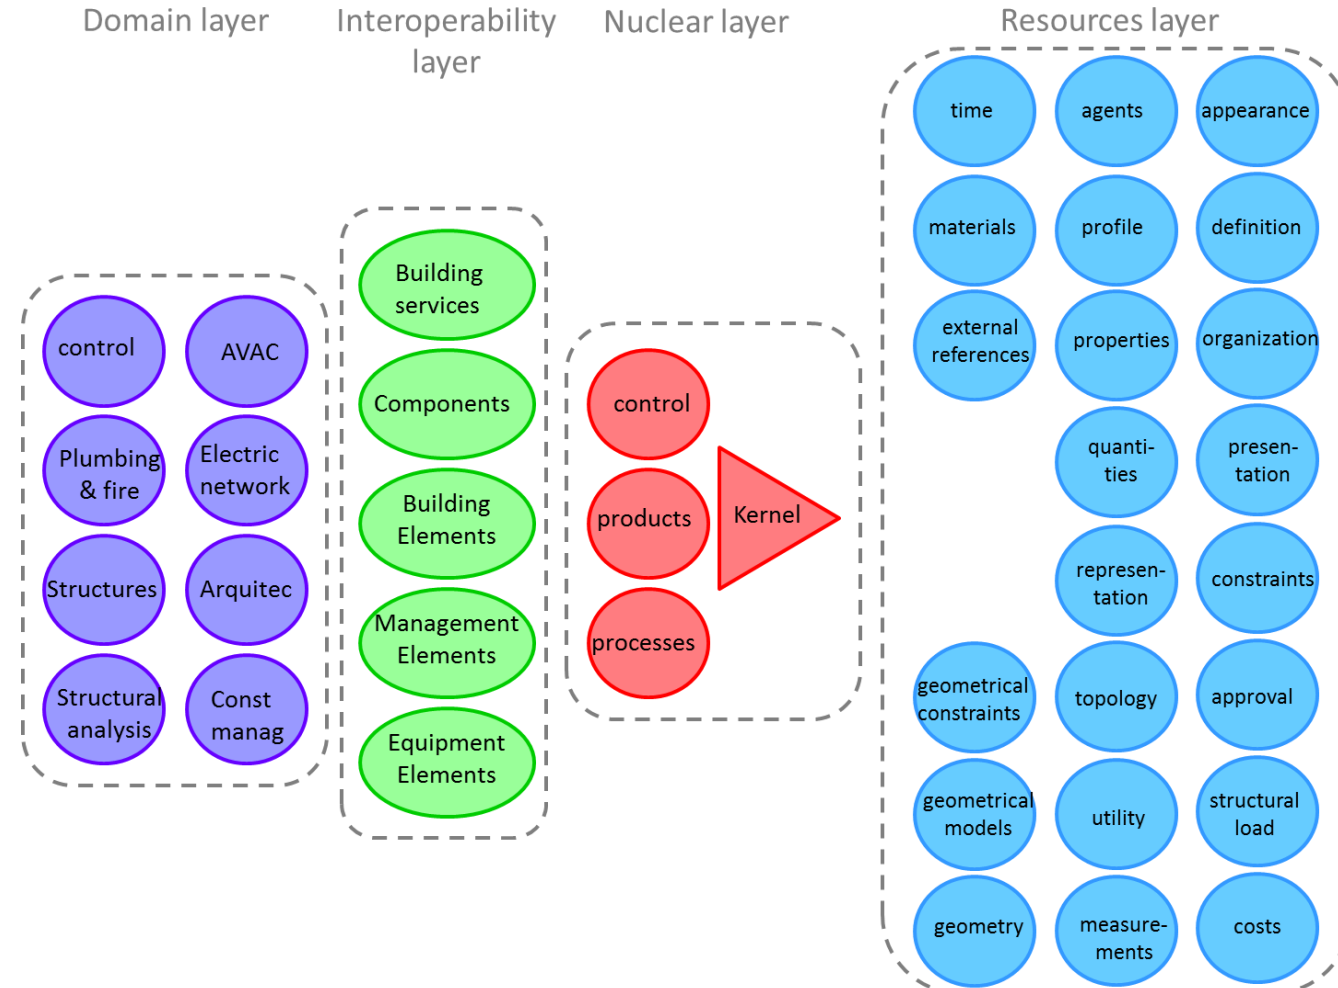 Domain layer
Interoperability
layer
Nuclear layer
Resources layer
control
AVAC
Plumbing
& fire
Electric
network
Structures
Arquitec
Structural
analysis
Const
manag
Building
services
Components
Building
Elements
Management
Elements
Equipment
Elements
control
products
processes
Kernel
time
agents
appearance
materials
profile
definition
external
references
properties
organization
quanti-
ties
presen-
tation
represen-
tation
constraints
geometrical
constraints
topology
approval
geometrical
models
utility
structural
load
geometry
measure-
ments
costs